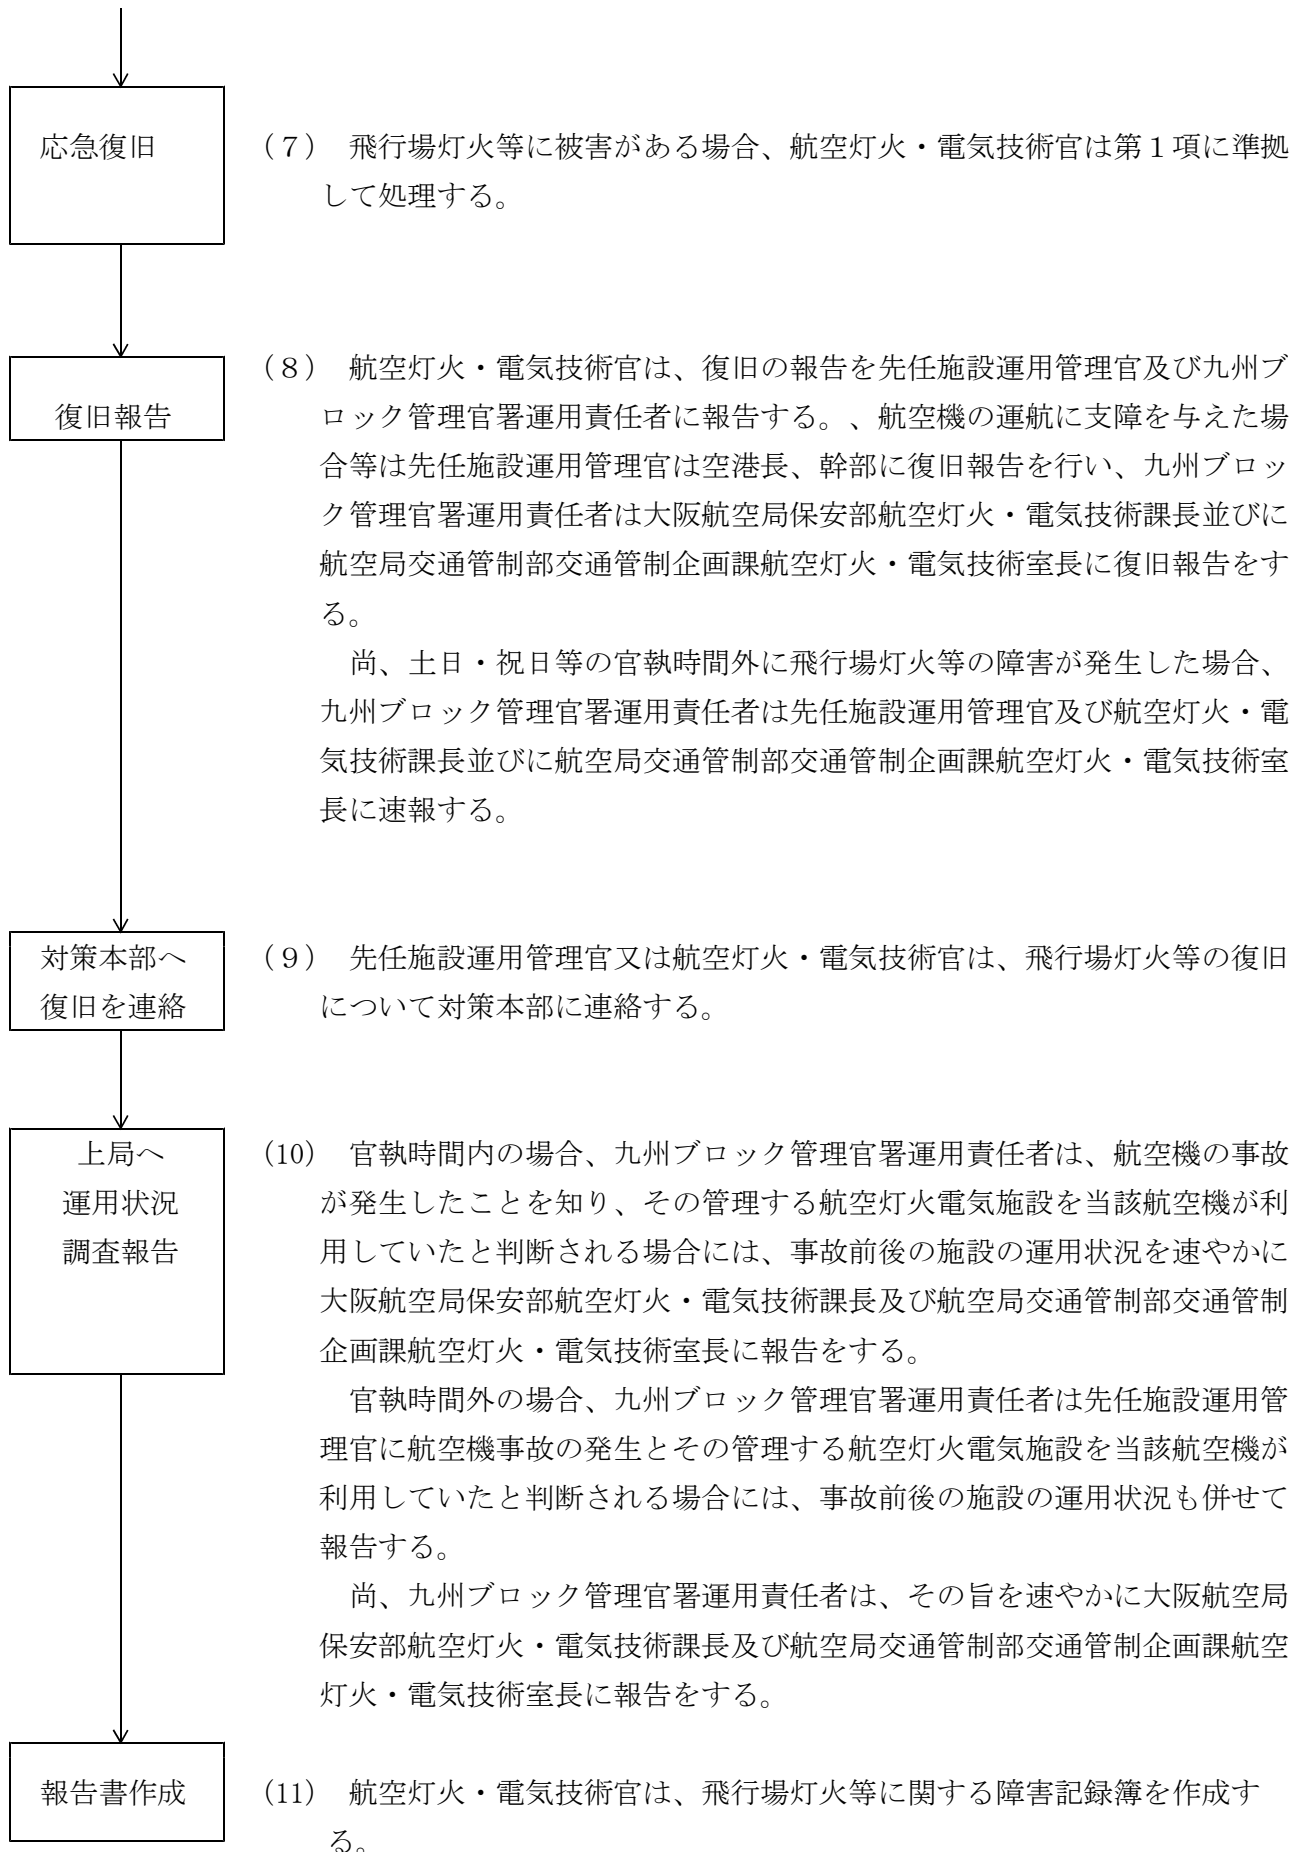 応急復旧
（７） 飛行場灯火等に被害がある場合、航空灯火・電気技術官は第１項に準拠
して処理する。
復旧報告
（８） 航空灯火・電気技術官は、復旧の報告を先任施設運用管理官及び九州ブ
ロック管理官署運用責任者に報告する。、航空機の運航に支障を与えた場
合等は先任施設運用管理官は空港長、幹部に復旧報告を行い、九州ブロッ
ク管理官署運用責任者は大阪航空局保安部航空灯火・電気技術課長並びに
航空局交通管制部交通管制企画課航空灯火・電気技術室長に復旧報告をす
る。
尚、土日・祝日等の官執時間外に飛行場灯火等の障害が発生した場合、
九州ブロック管理官署運用責任者は先任施設運用管理官及び航空灯火・電
気技術課長並びに航空局交通管制部交通管制企画課航空灯火・電気技術室
長に速報する。
対策本部へ
復旧を連絡
（９） 先任施設運用管理官又は航空灯火・電気技術官は、飛行場灯火等の復旧
について対策本部に連絡する。
上局へ
運用状況
調査報告
(10) 官執時間内の場合、九州ブロック管理官署運用責任者は、航空機の事故
が発生したことを知り、その管理する航空灯火電気施設を当該航空機が利
用していたと判断される場合には、事故前後の施設の運用状況を速やかに
大阪航空局保安部航空灯火・電気技術課長及び航空局交通管制部交通管制
企画課航空灯火・電気技術室長に報告をする。
官執時間外の場合、九州ブロック管理官署運用責任者は先任施設運用管
理官に航空機事故の発生とその管理する航空灯火電気施設を当該航空機が
利用していたと判断される場合には、事故前後の施設の運用状況も併せて
報告する。
尚、九州ブロック管理官署運用責任者は、その旨を速やかに大阪航空局
保安部航空灯火・電気技術課長及び航空局交通管制部交通管制企画課航空
灯火・電気技術室長に報告をする。
報告書作成
(11) 航空灯火・電気技術官は、飛行場灯火等に関する障害記録簿を作成す
る。